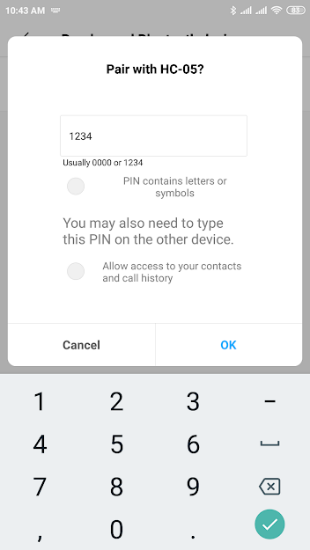 10:43 AM
83
Pair with HC-05?
1234
Usually 0000 or 1234
PIN contains letters or
symbols
You may also need to type
this PIN on the other device.
Allow access to your contacts
and call history
Cancel OK
1 2 3 -
4 5 6
7 8 9
, 0 .